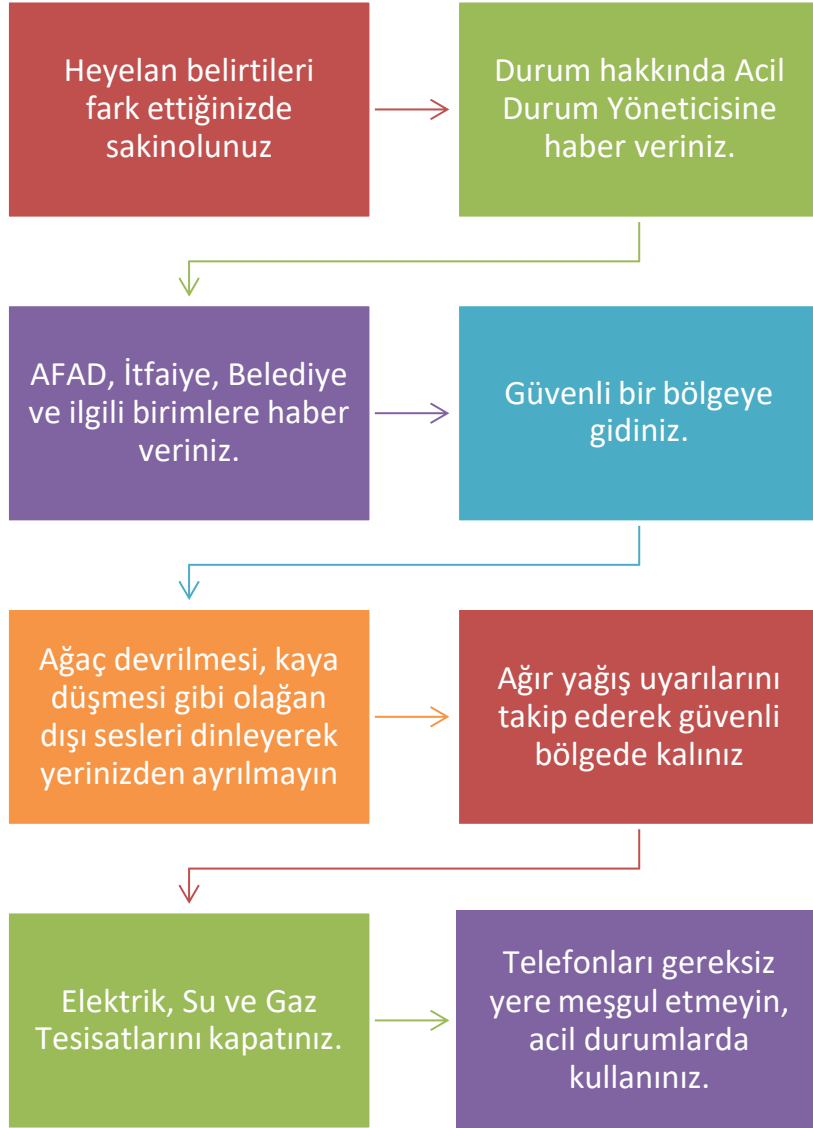 Heyelan belirtileri
fark ettiğinizde
sakinolunuz
Durum hakkında Acil
Durum Yöneticisine
haber veriniz.
AFAD, İtfaiye, Belediye
ve ilgili birimlere haber
veriniz.
Güvenli bir bölgeye
gidiniz.
Ağaç devrilmesi, kaya
düşmesi gibi olağan
dışı sesleri dinleyerek
yerinizden ayrılmayın
Ağır yağış uyarılarını
takip ederek güvenli
bölgede kalınız
Elektrik, Su ve Gaz
Tesisatlarını kapatınız.
Telefonları gereksiz
yere meşgul etmeyin,
acil durumlarda
kullanınız.